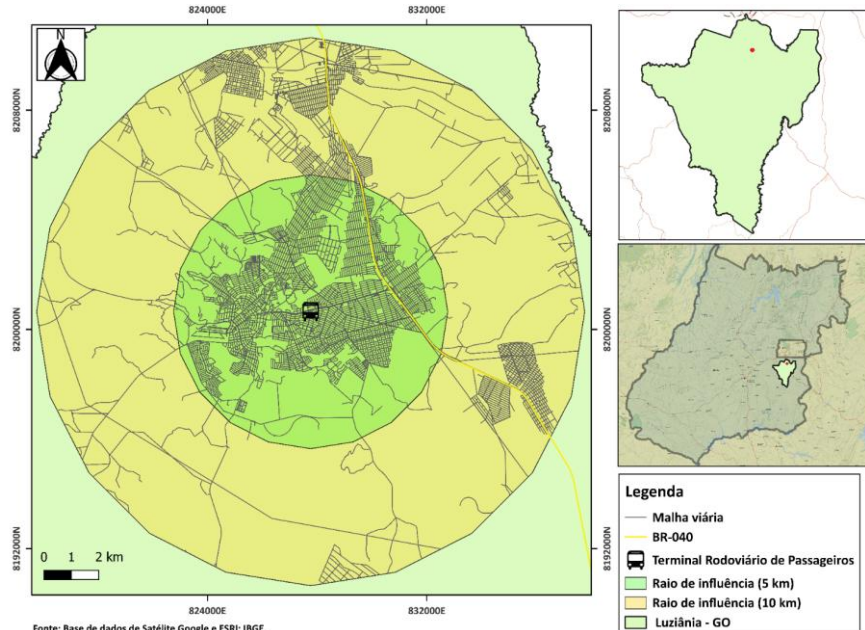 824000E
832000E
N
8208000N
8208000N
8200000N
8200000N
8192000N
8192000N
0 1 2 km
824000E
832000E
Fonte: Base de dados de Satélite Google e ESRI; IBGE
Legenda
Malha viária
BR-040
Terminal Rodoviário de Passageiros
Raio de influência (5 km)
Raio de influência (10 km)
Luziânia - GO